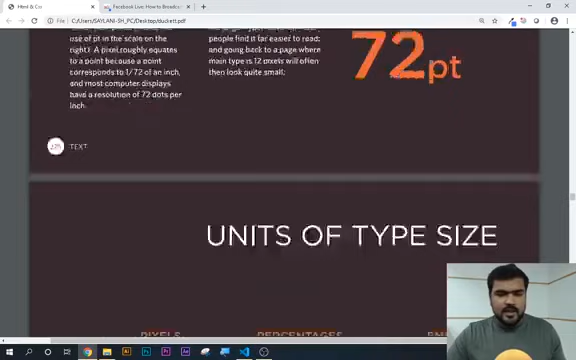 Html & Css
Facebook Live: How to Broadcas
File
C:/Users/SAYLANI-SH_PC/Desktop/duckett.pdf
use of pt in the scale on the
right). A pixel roughly equates
to a point because a point
corresponds to 1/72 of an inch,
and most computer displays
have a resolution of 72 dots per
inch.
people find it far easier to read;
and going back to a page where
main type is 12 pixels will often
then look quite small.
72pt
TEXT
UNITS OF TYPE SIZE
PIXELS
PERCENTAGES